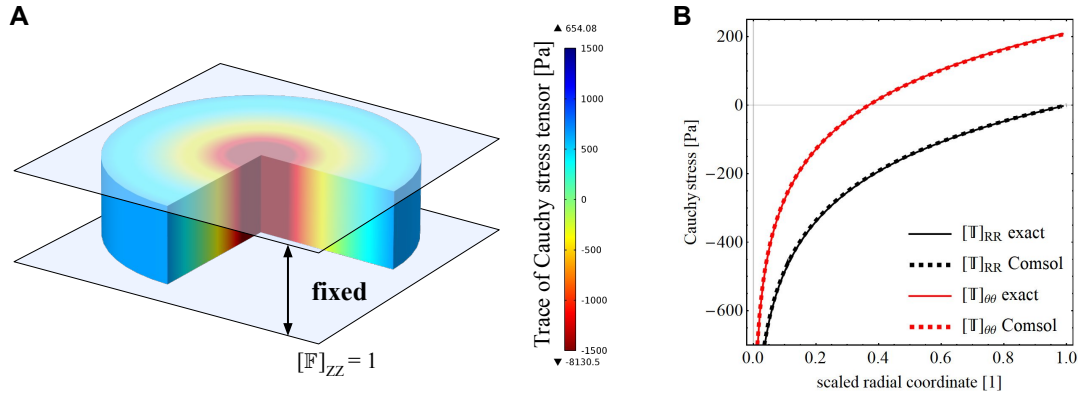 A
fixed
[𝔽]ZZ = 1
Trace of Cauchy stress tensor [Pa]
▲ 654.08
1500
1000
500
0
-500
-1000
-1500
▼ -8130.5
B
Cauchy stress [Pa]
200
0
−200
−400
−600
[𝕋]RR exact
[𝕋]RR Comsol
[𝕋]θθ exact
[𝕋]θθ Comsol
0.0 0.2 0.4 0.6 0.8 1.0
scaled radial coordinate [1]